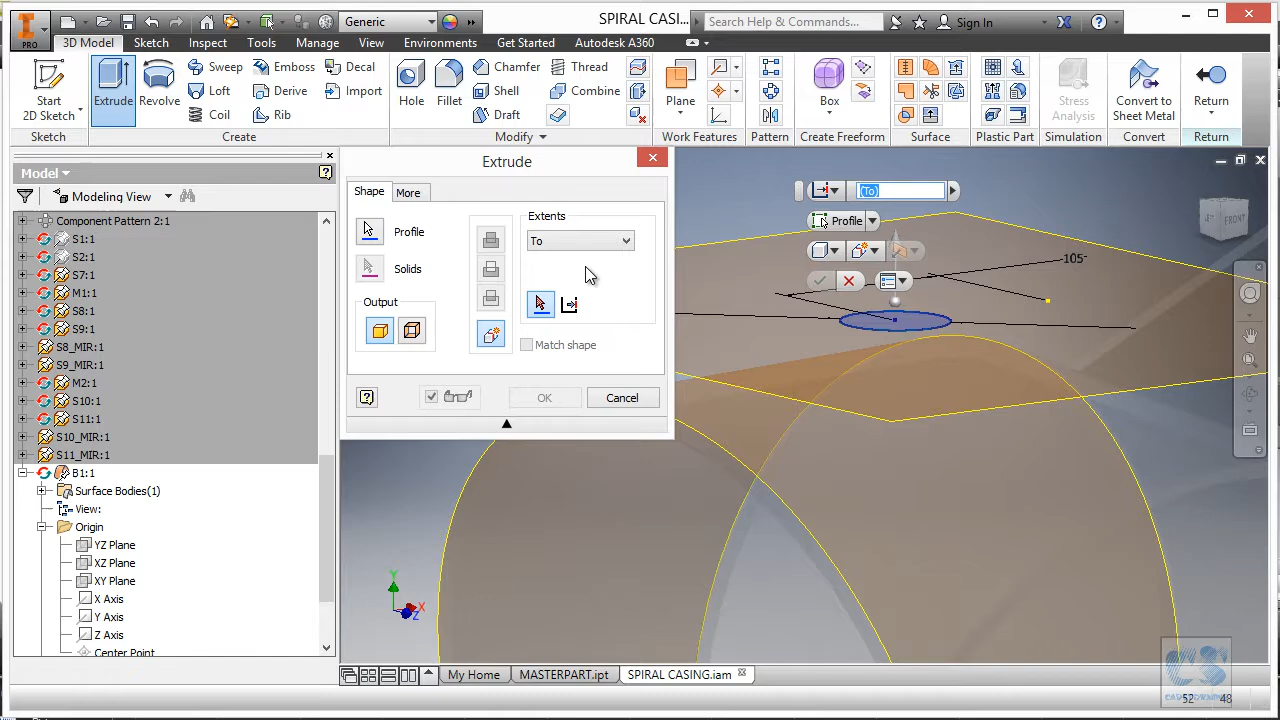 Generic
SPIRAL CASING...
Search Help & Commands...
Sign In
PRO
3D Model
Sketch
Inspect
Tools
Manage
View
Environments
Get Started
Autodesk A360
Start
2D Sketch
Extrude
Revolve
Sweep
Loft
Coil
Emboss
Derive
Rib
Decal
Import
Hole
Fillet
Chamfer
Shell
Draft
Thread
Combine
Plane
Box
Stress
Analysis
Convert to
Sheet Metal
Return
Sketch
Create
Modify
Work Features
Pattern
Create Freeform
Surface
Plastic Part
Simulation
Convert
Return
Model
Modeling View
Component Pattern 2:1
S1:1
S2:1
S7:1
M1:1
S8:1
S9:1
S8_MIR:1
S9_MIR:1
M2:1
S10:1
S11:1
S10_MIR:1
S11_MIR:1
B1:1
Surface Bodies(1)
View:
Origin
YZ Plane
XZ Plane
XY Plane
X Axis
Y Axis
Z Axis
Center Point
Extrude
Shape
More
Profile
Solids
Output
Extents
To
Match shape
OK
Cancel
(To)
Profile
105
FRONT
Y
X
Z
My Home
MASTERPART.ipt
SPIRAL CASING.iam
CS
52
48